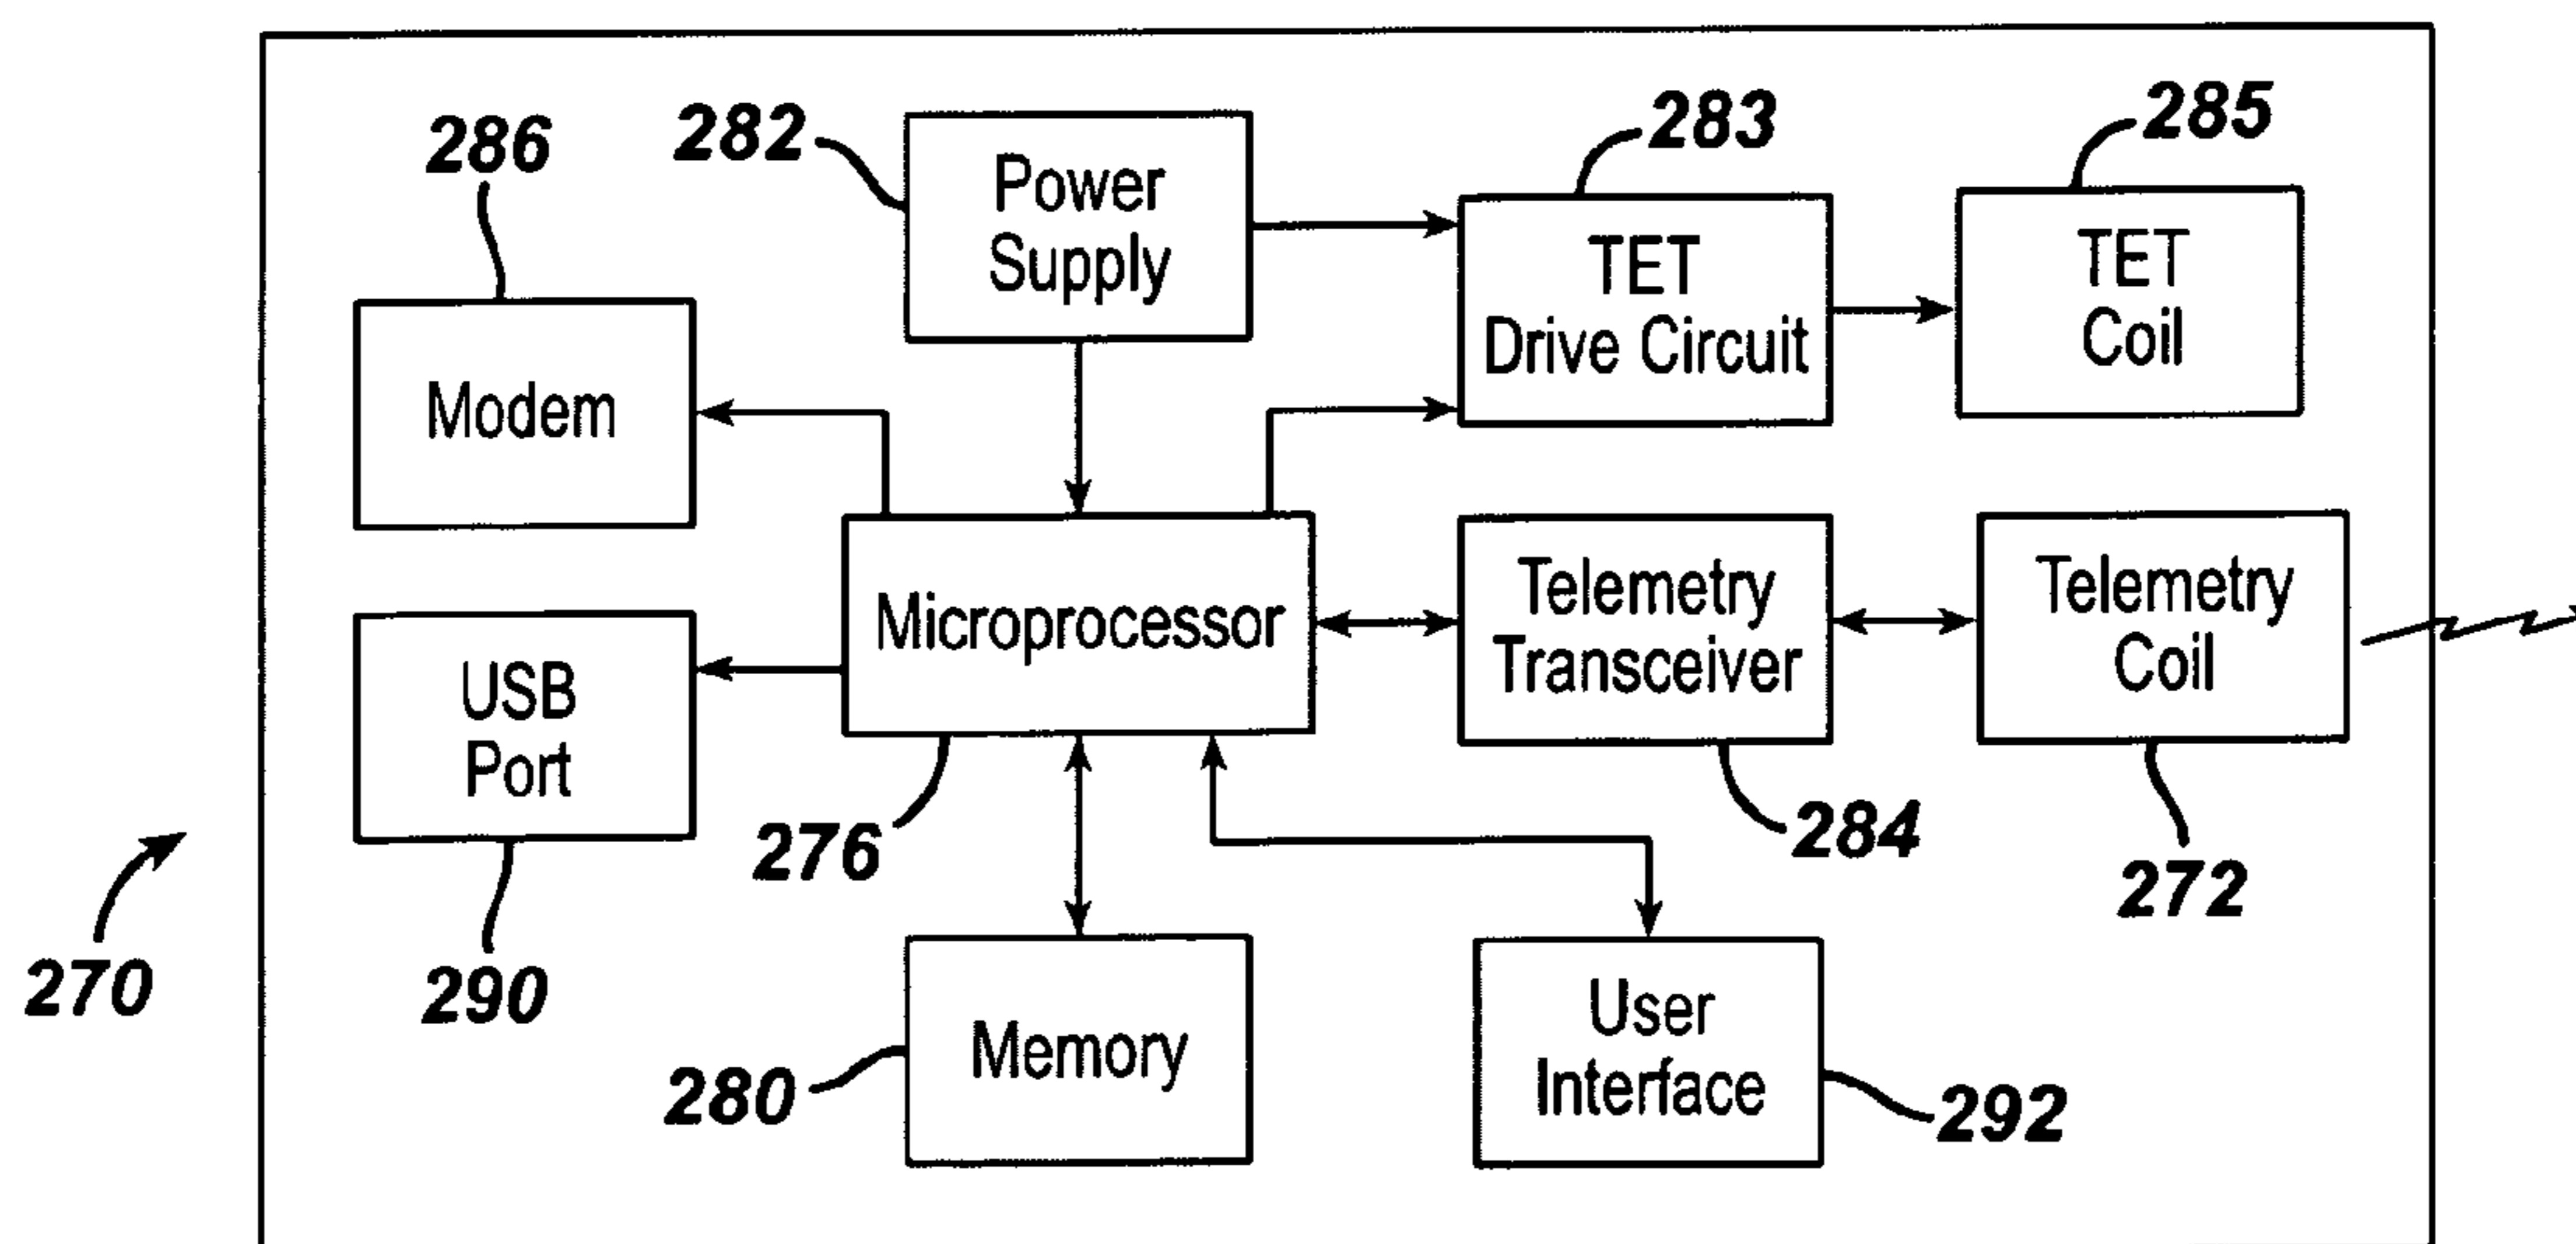 286
282
283
285
Power
Supply
TET
Drive Circuit
TET
Coil
Modem
Microprocessor
Telemetry
Transceiver
Telemetry
Coil
USB
Port
276
284
272
270
290
280
Memory
User
Interface
292